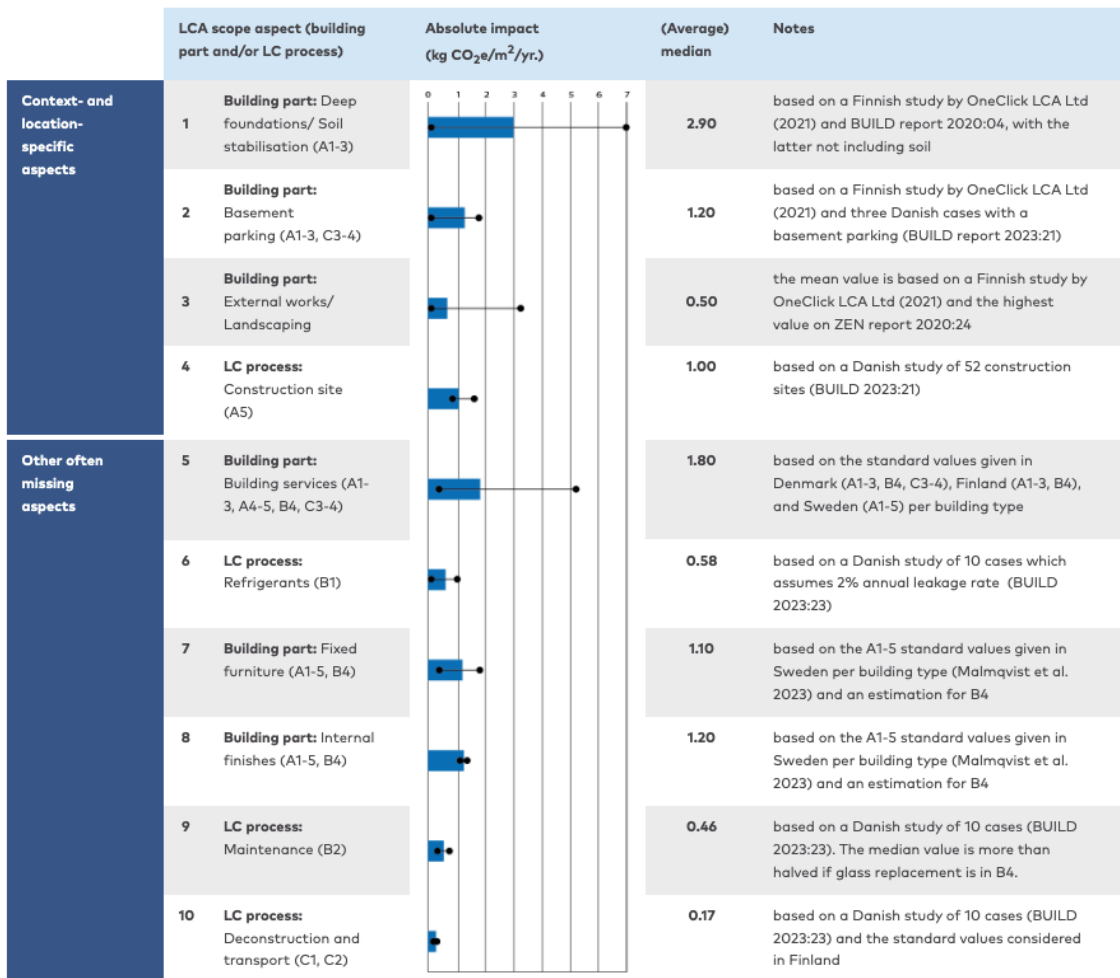 LCA scope aspect (building
part and/or LC process)
Absolute impact
(kg CO₂e/m²/yr.)
(Average)
median
Notes
0 1 2 3 4 5 6 7
Context- and
location-
specific
aspects
1
Building part: Deep
foundations/ Soil
stabilisation (A1-3)
2.90
based on a Finnish study by OneClick LCA Ltd
(2021) and BUILD report 2020:04, with the
latter not including soil
2
Building part:
Basement
parking (A1-3, C3-4)
1.20
based on a Finnish study by OneClick LCA Ltd
(2021) and three Danish cases with a
basement parking (BUILD report 2023:21)
3
Building part:
External works/
Landscaping
0.50
the mean value is based on a Finnish study by
OneClick LCA Ltd (2021) and the highest
value on ZEN report 2020:24
4
LC process:
Construction site
(A5)
1.00
based on a Danish study of 52 construction
sites (BUILD 2023:21)
Other often
missing
aspects
5
Building part:
Building services (A1-
3, A4-5, B4, C3-4)
1.80
based on the standard values given in
Denmark (A1-3, B4, C3-4), Finland (A1-3, B4),
and Sweden (A1-5) per building type
6
LC process:
Refrigerants (B1)
0.58
based on a Danish study of 10 cases which
assumes 2% annual leakage rate (BUILD
2023:23)
7
Building part: Fixed
furniture (A1-5, B4)
1.10
based on the A1-5 standard values given in
Sweden per building type (Malmqvist et al.
2023) and an estimation for B4
8
Building part: Internal
finishes (A1-5, B4)
1.20
based on the A1-5 standard values given in
Sweden per building type (Malmqvist et al.
2023) and an estimation for B4
9
LC process:
Maintenance (B2)
0.46
based on a Danish study of 10 cases (BUILD
2023:23). The median value is more than
halved if glass replacement is in B4.
10
LC process:
Deconstruction and
transport (C1, C2)
0.17
based on a Danish study of 10 cases (BUILD
2023:23) and the standard values considered
in Finland